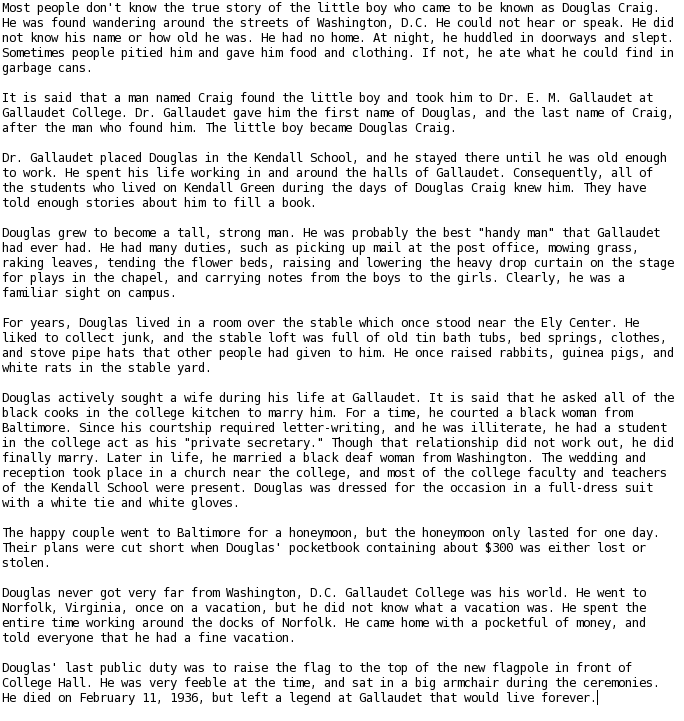 Most people don't know the true story of the little boy who came to be known as Douglas Craig.
He was found wandering around the streets of Washington, D.C. He could not hear or speak. He did
not know his name or how old he was. He had no home. At night, he huddled in doorways and slept.
Sometimes people pitied him and gave him food and clothing. If not, he ate what he could find in
garbage cans.

It is said that a man named Craig found the little boy and took him to Dr. E. M. Gallaudet at
Gallaudet College. Dr. Gallaudet gave him the first name of Douglas, and the last name of Craig,
after the man who found him. The little boy became Douglas Craig.

Dr. Gallaudet placed Douglas in the Kendall School, and he stayed there until he was old enough
to work. He spent his life working in and around the halls of Gallaudet. Consequently, all of
the students who lived on Kendall Green during the days of Douglas Craig knew him. They have
told enough stories about him to fill a book.

Douglas grew to become a tall, strong man. He was probably the best "handy man" that Gallaudet
had ever had. He had many duties, such as picking up mail at the post office, mowing grass,
raking leaves, tending the flower beds, raising and lowering the heavy drop curtain on the stage
for plays in the chapel, and carrying notes from the boys to the girls. Clearly, he was a
familiar sight on campus.

For years, Douglas lived in a room over the stable which once stood near the Ely Center. He
liked to collect junk, and the stable loft was full of old tin bath tubs, bed springs, clothes,
and stove pipe hats that other people had given to him. He once raised rabbits, guinea pigs, and
white rats in the stable yard.

Douglas actively sought a wife during his life at Gallaudet. It is said that he asked all of the
black cooks in the college kitchen to marry him. For a time, he courted a black woman from
Baltimore. Since his courtship required letter-writing, and he was illiterate, he had a student
in the college act as his "private secretary." Though that relationship did not work out, he did
finally marry. Later in life, he married a black deaf woman from Washington. The wedding and
reception took place in a church near the college, and most of the college faculty and teachers
of the Kendall School were present. Douglas was dressed for the occasion in a full-dress suit
with a white tie and white gloves.

The happy couple went to Baltimore for a honeymoon, but the honeymoon only lasted for one day.
Their plans were cut short when Douglas' pocketbook containing about $300 was either lost or
stolen.

Douglas never got very far from Washington, D.C. Gallaudet College was his world. He went to
Norfolk, Virginia, once on a vacation, but he did not know what a vacation was. He spent the
entire time working around the docks of Norfolk. He came home with a pocketful of money, and
told everyone that he had a fine vacation.

Douglas' last public duty was to raise the flag to the top of the new flagpole in front of
College Hall. He was very feeble at the time, and sat in a big armchair during the ceremonies.
He died on February 11, 1936, but left a legend at Gallaudet that would live forever.